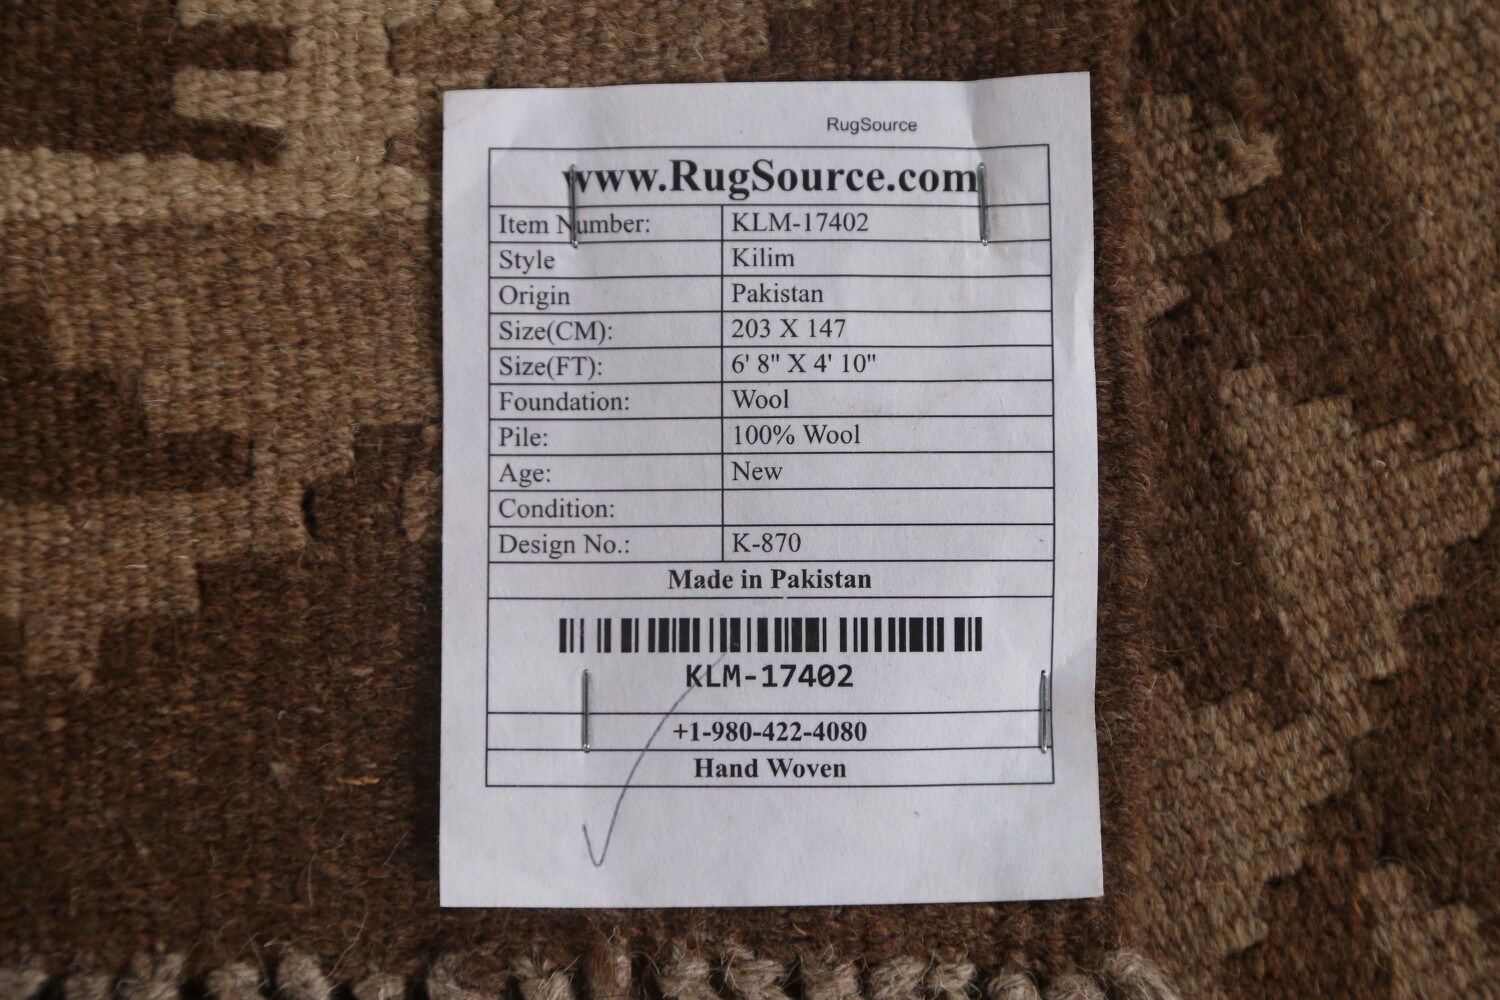 RugSource
www.RugSource.com
Item Number: KLM-17402
Style Kilim
Origin Pakistan
Size(CM): 203 X 147
Size(FT): 6' 8" X 4' 10"
Foundation: Wool
Pile: 100% Wool
Age: New
Condition:
Design No.: K-870
Made in Pakistan
KLM-17402
+1-980-422-4080
Hand Woven